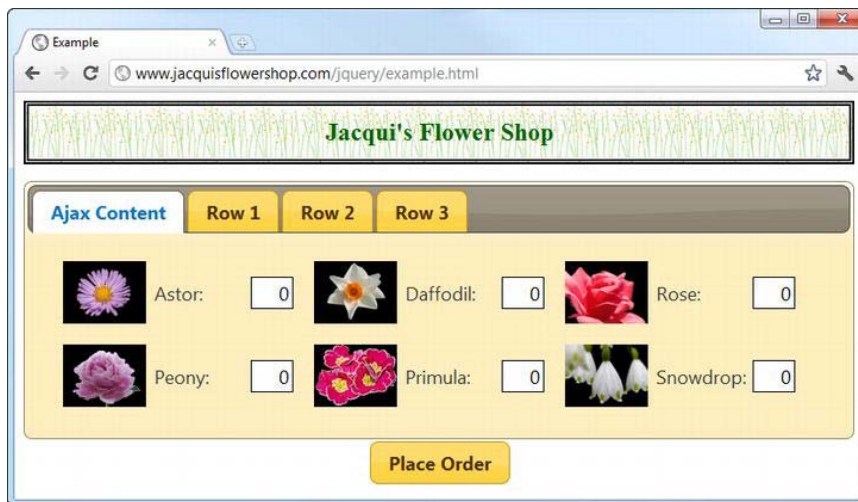 Example
www.jacquisflowershop.com/jquery/example.html
Jacqui's Flower Shop
Ajax Content Row 1 Row 2 Row 3
Astor: 0 Daffodil: 0 Rose: 0
Peony: 0 Primula: 0 Snowdrop: 0
Place Order